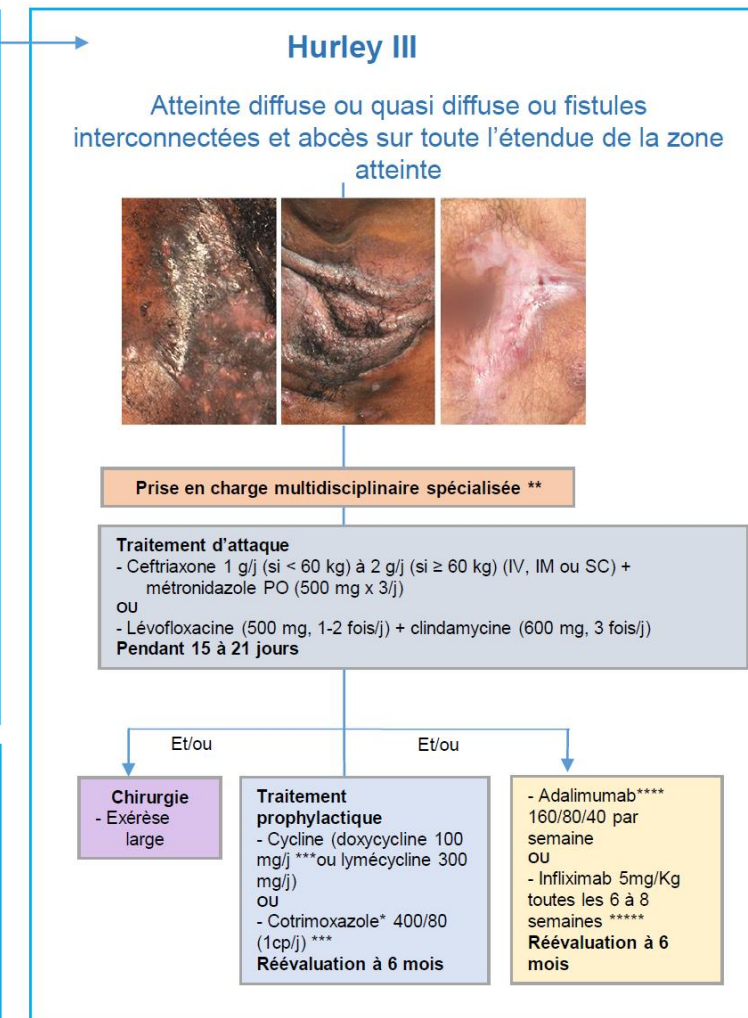 Hurley III
Atteinte diffuse ou quasi diffuse ou fistules
interconnectées et abcès sur toute l’étendue de la zone
atteinte
Prise en charge multidisciplinaire spécialisée **
Traitement d’attaque
- Ceftriaxone 1 g/j (si < 60 kg) à 2 g/j (si ≥ 60 kg) (IV, IM ou SC) +
métronidazole PO (500 mg x 3/j)
OU
- Lévofloxacine (500 mg, 1-2 fois/j) + clindamycine (600 mg, 3 fois/j)
Pendant 15 à 21 jours
Et/ou
Et/ou
Chirurgie
- Exérèse
large
Traitement
prophylactique
- Cycline (doxycycline 100
mg/j ***ou lymécycline 300
mg/j)
OU
- Cotrimoxazole* 400/80
(1cp/j) ***
Réévaluation à 6 mois
- Adalimumab****
160/80/40 par
semaine
OU
- Infliximab 5mg/Kg
toutes les 6 à 8
semaines *****
Réévaluation à 6
mois